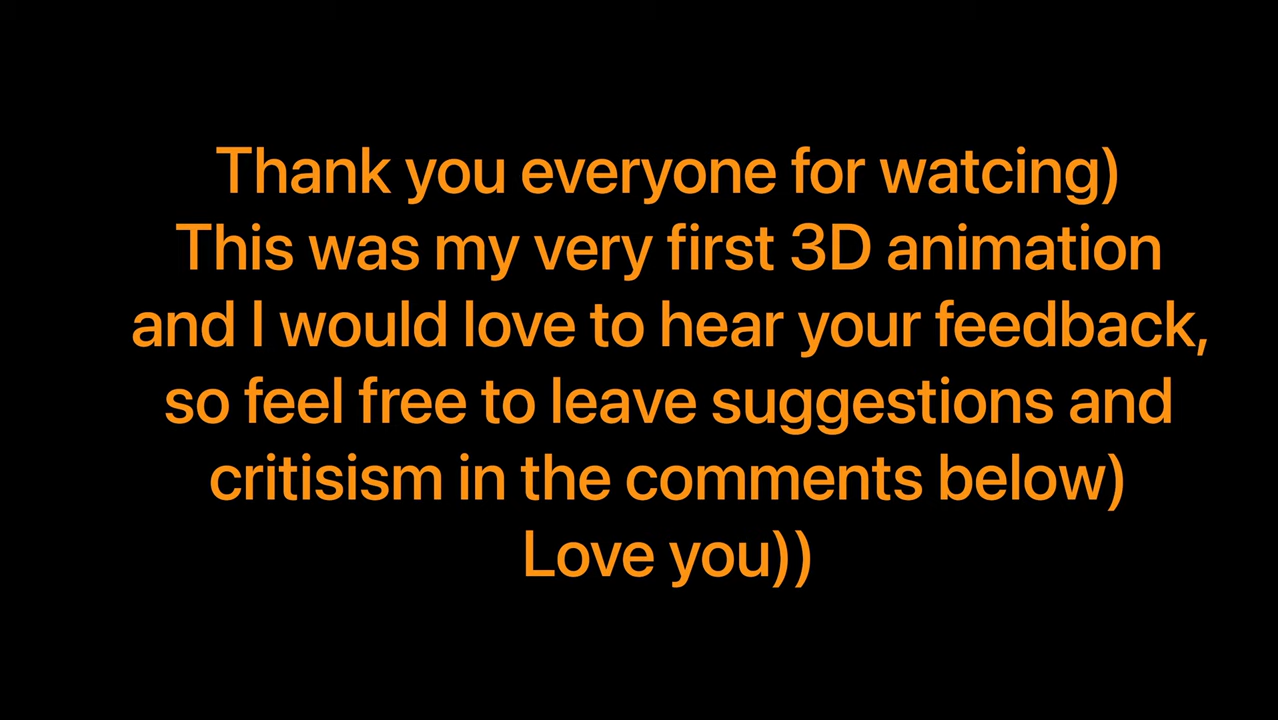 Thank you everyone for watcing)
This was my very first 3D animation
and I would love to hear your feedback,
so feel free to leave suggestions and
critisism in the comments below)
Love you))